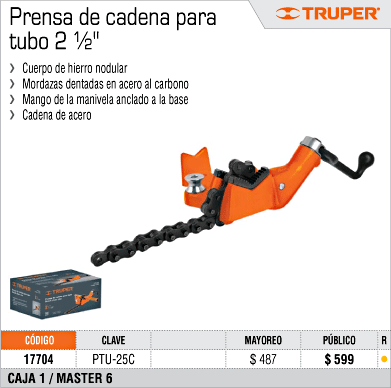 Prensa de cadena para
tubo 2 ½"
TRUPER®
❯ Cuerpo de hierro nodular
❯ Mordazas dentadas en acero al carbono
❯ Mango de la manivela anclado a la base
❯ Cadena de acero
TRUPER
CÓDIGO CLAVE MAYOREO PÚBLICO R
17704 PTU-25C $ 487 $ 599
CAJA 1 / MASTER 6